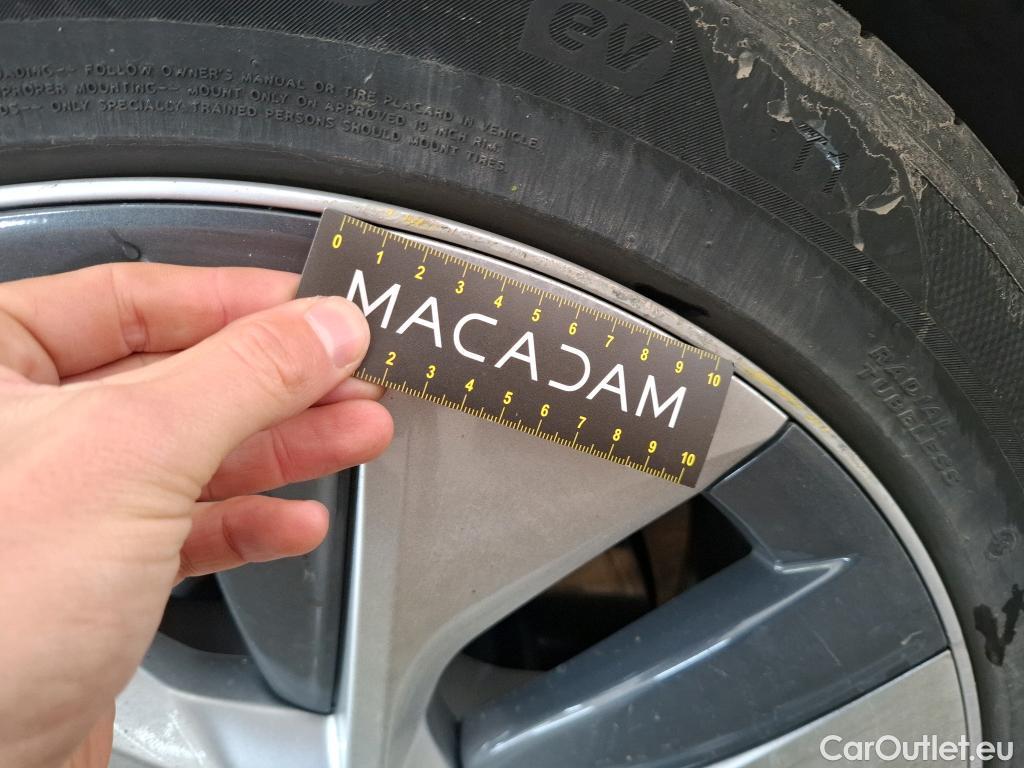 ev
ADING-- FOLLOW OWNER'S MANUAL OR TIRE PLACARD IN VEHICLE.
PROPER MOUNTING-- MOUNT ONLY ON APPROVED 19 INCH RIM.
DS-- ONLY SPECIALLY TRAINED PERSONS SHOULD MOUNT TIRES.
0 1 2 3 4 5 6 7 8 9 10
MACADAM
2 3 4 5 6 7 8 9 10
RADIAL
TUBELESS
CarOutlet.eu